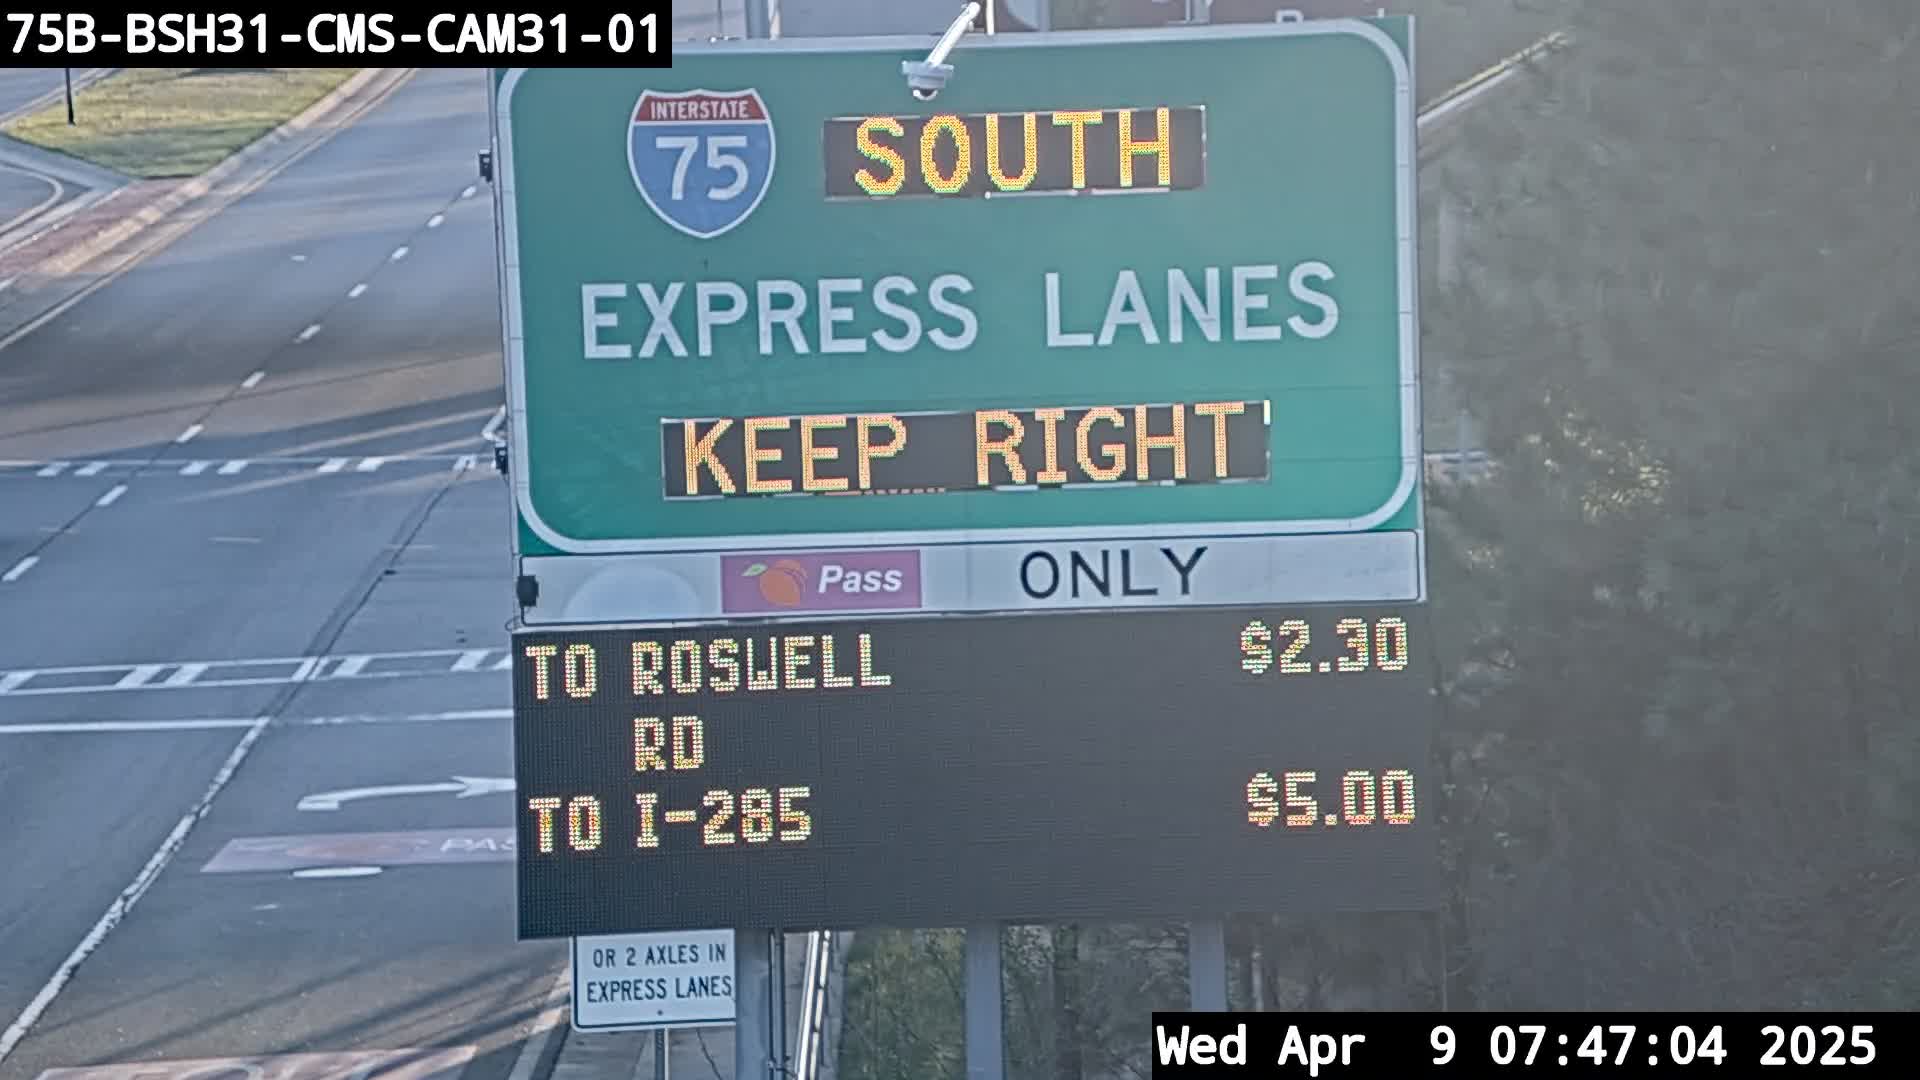 75B-BSH31-CMS-CAM31-01
INTERSTATE
75
SOUTH
EXPRESS LANES
KEEP RIGHT
Pass ONLY
TO ROSWELL $2.30
RD
TO I-285 $5.00
OR 2 AXLES IN
EXPRESS LANES
Wed Apr 9 07:47:04 2025